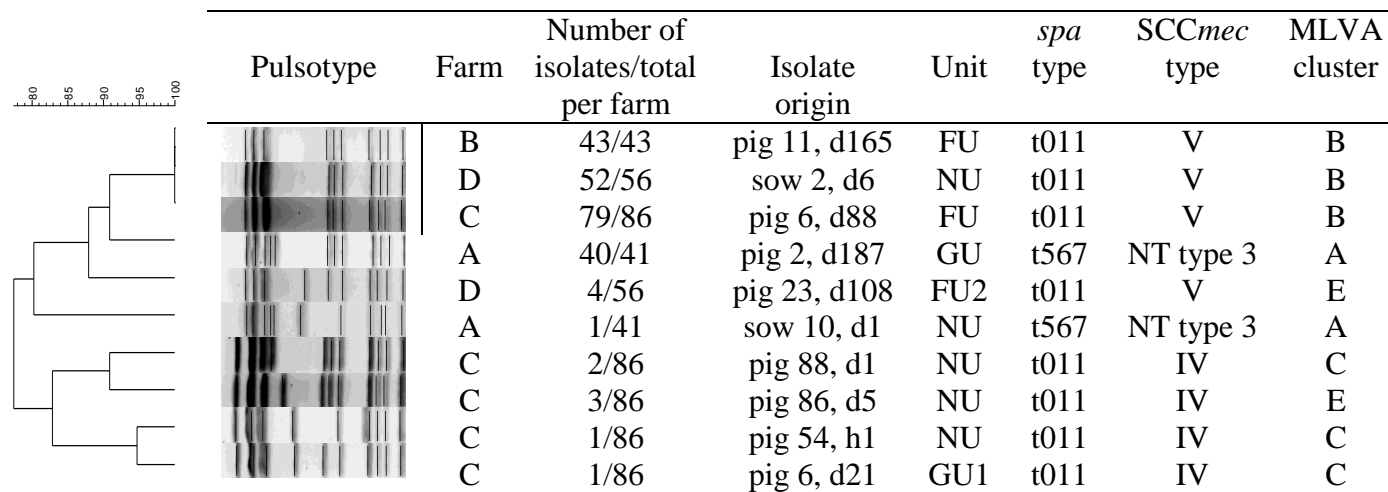 Number of spa SCCmec MLVA
Pulsotype Farm isolates/total Isolate Unit type type cluster
per farm origin
80 85 90 95 100
B 43/43 pig 11, d165 FU t011 V B
D 52/56 sow 2, d6 NU t011 V B
C 79/86 pig 6, d88 FU t011 V B
A 40/41 pig 2, d187 GU t567 NT type 3 A
D 4/56 pig 23, d108 FU2 t011 V E
A 1/41 sow 10, d1 NU t567 NT type 3 A
C 2/86 pig 88, d1 NU t011 IV C
C 3/86 pig 86, d5 NU t011 IV E
C 1/86 pig 54, h1 NU t011 IV C
C 1/86 pig 6, d21 GU1 t011 IV C